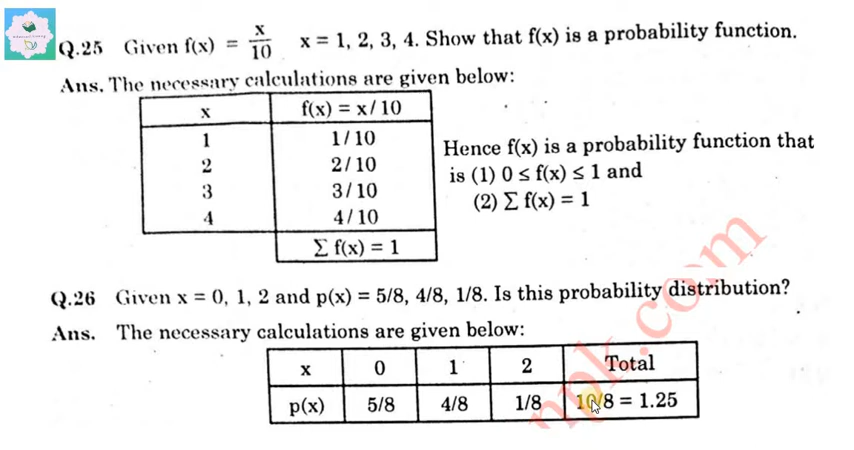 Q.25 Given f(x) = x/10 x = 1, 2, 3, 4. Show that f(x) is a probability function.
Ans. The necessary calculations are given below:
x f(x) = x/10
1 1/10
2 2/10
3 3/10
4 4/10
∑ f(x) = 1
Hence f(x) is a probability function that
is (1) 0 ≤ f(x) ≤ 1 and
(2) ∑ f(x) = 1
Q.26 Given x = 0, 1, 2 and p(x) = 5/8, 4/8, 1/8. Is this probability distribution?
Ans. The necessary calculations are given below:
x 0 1 2 Total
p(x) 5/8 4/8 1/8 10/8 = 1.25
npk.com